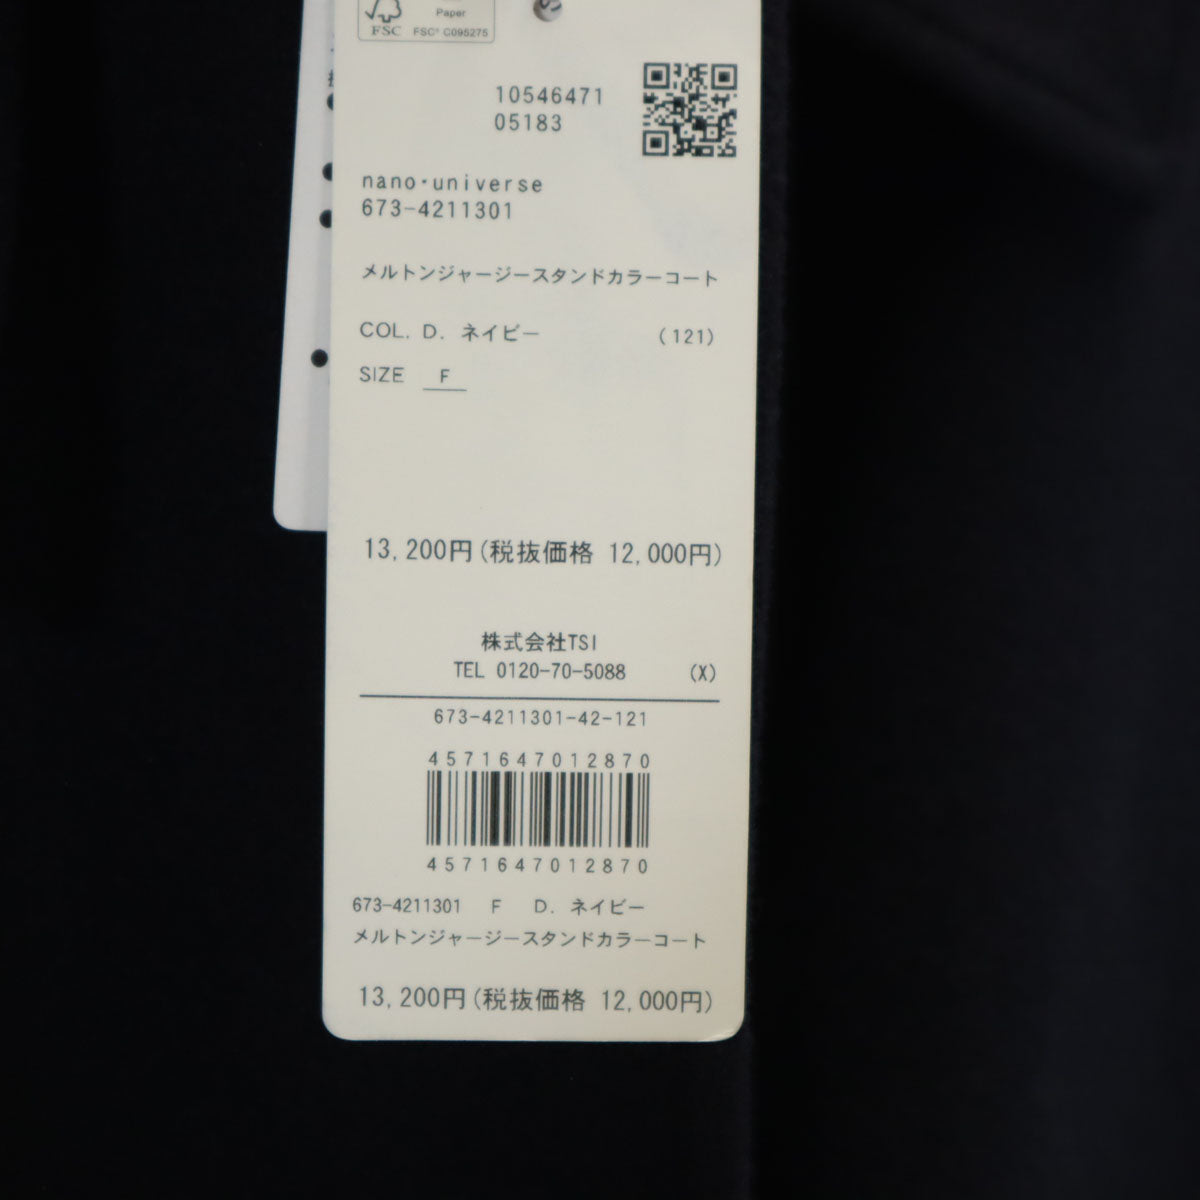 Paper
FSC
FSC® C095275
10546471
05183
nano・universe
673-4211301
メルトンジャージースタンドカラーコート
COL. D. ネイビー (121)
SIZE F
13,200円(税抜価格 12,000円)
株式会社TSI
TEL 0120-70-5088 (X)
673-4211301-42-121
4571647012870
4571647012870
673-4211301 F D. ネイビー
メルトンジャージースタンドカラーコート
13,200円(税抜価格 12,000円)